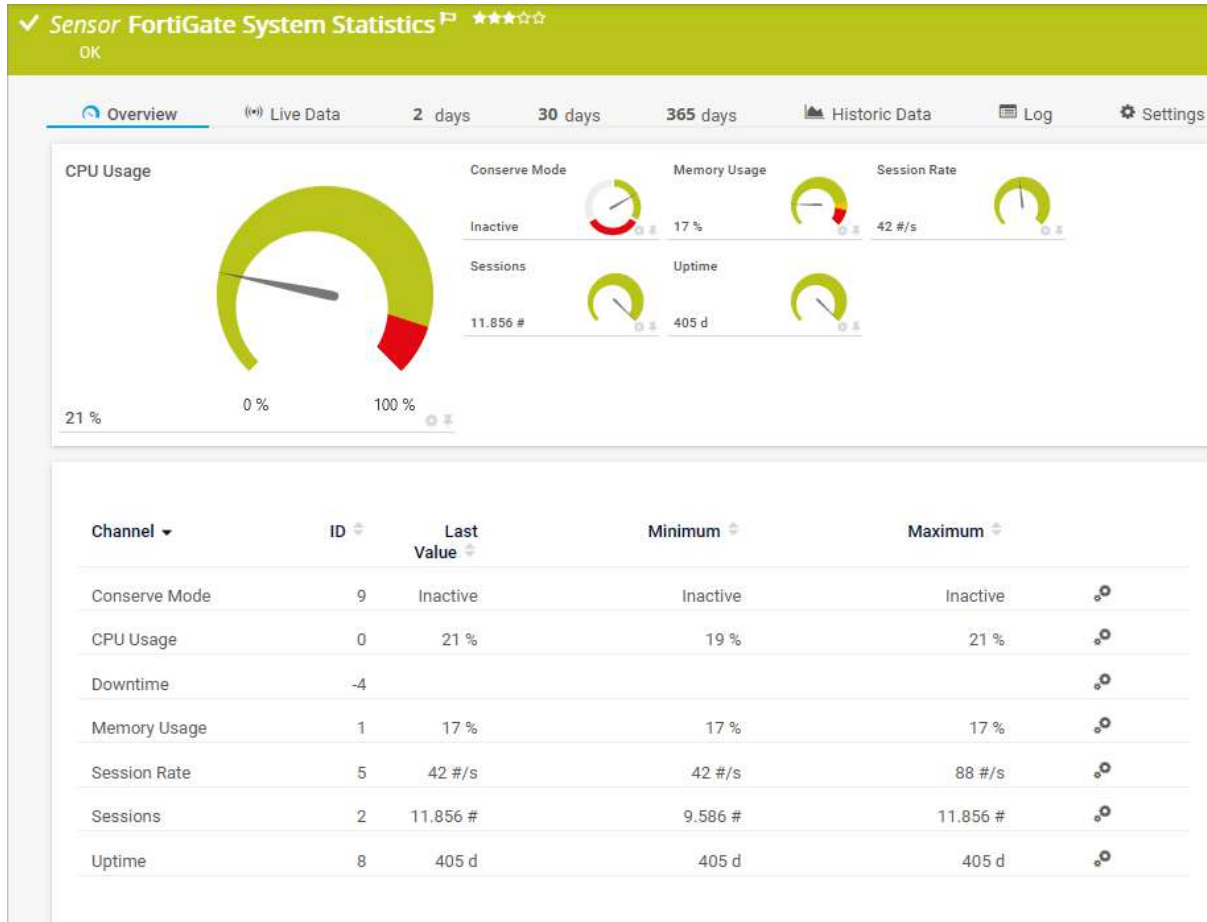 Sensor FortiGate System Statistics
OK
Overview Live Data 2 days 30 days 365 days Historic Data Log Settings
CPU Usage
0 % 100 %
21 %
Conserve Mode
Inactive
Memory Usage
17 %
Session Rate
42 #/s
Sessions
11.856 #
Uptime
405 d
Channel ID Last Value Minimum Maximum
Conserve Mode 9 Inactive Inactive Inactive
CPU Usage 0 21 % 19 % 21 %
Downtime -4
Memory Usage 1 17 % 17 % 17 %
Session Rate 5 42 #/s 42 #/s 88 #/s
Sessions 2 11.856 # 9.586 # 11.856 #
Uptime 8 405 d 405 d 405 d